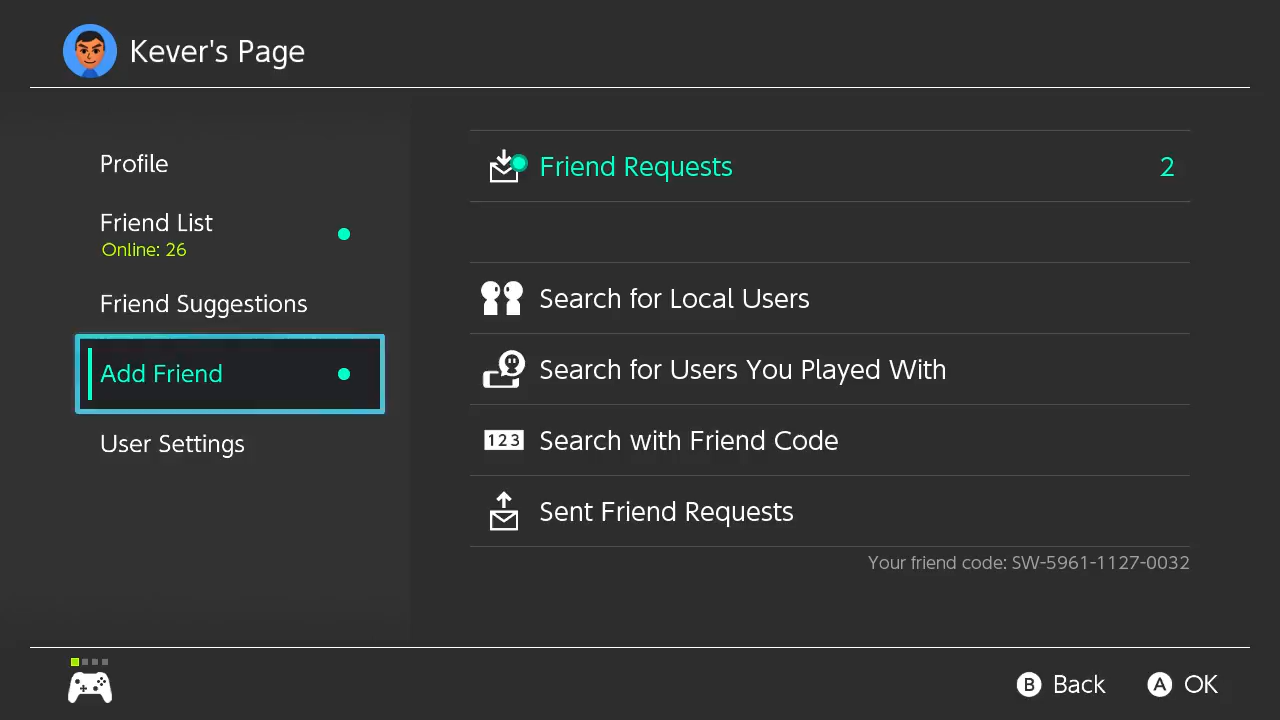 Kever's Page
Profile
Friend List
Online: 26
Friend Suggestions
Add Friend
User Settings
Friend Requests 2
Search for Local Users
Search for Users You Played With
123 Search with Friend Code
Sent Friend Requests
Your friend code: SW-5961-1127-0032
B Back A OK